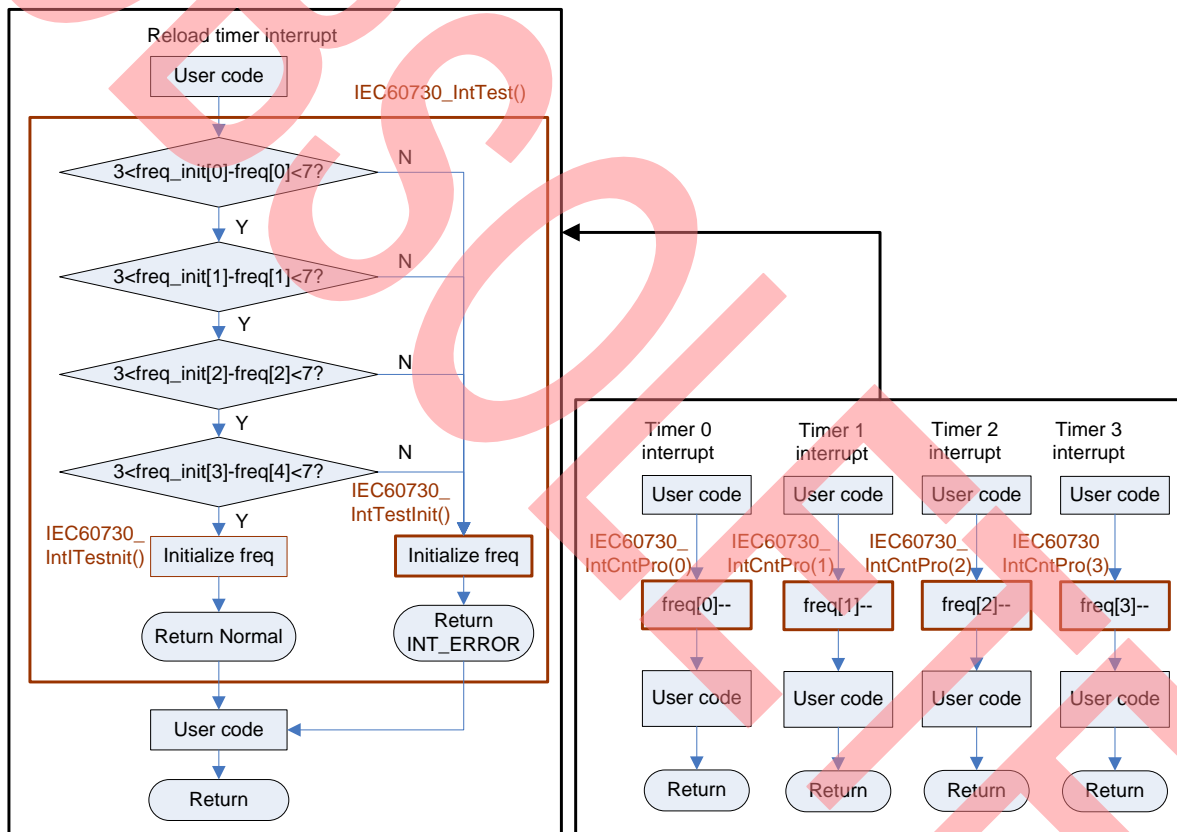 Reload timer interrupt
User code
IEC60730_IntTest()
3<freq_init[0]-freq[0]<7?
N
Y
3<freq_init[1]-freq[1]<7?
N
Y
3<freq_init[2]-freq[2]<7?
N
Y
3<freq_init[3]-freq[4]<7?
N
Y
IEC60730_
IntITestnit()
Initialize freq
IEC60730_
IntTestInit()
Initialize freq
Return Normal
Return
INT_ERROR
User code
Return
Timer 0
interrupt
User code
IEC60730_
IntCntPro(0)
freq[0]--
User code
Return
Timer 1
interrupt
User code
IEC60730_
IntCntPro(1)
freq[1]--
User code
Return
Timer 2
interrupt
User code
IEC60730_
IntCntPro(2)
freq[2]--
User code
Return
Timer 3
interrupt
User code
IEC60730
IntCntPro(3)
freq[3]--
User code
Return